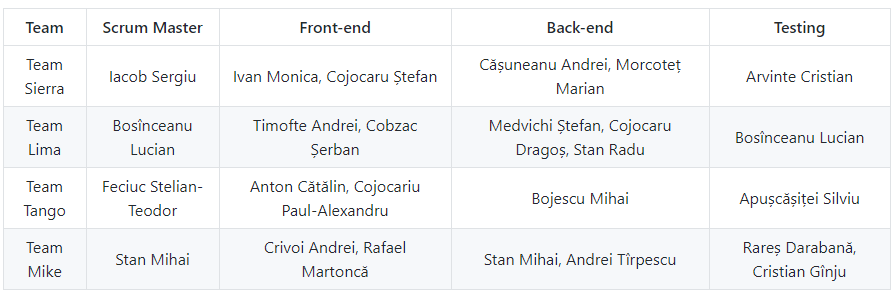 Team Scrum Master Front-end Back-end Testing
Team Sierra Iacob Sergiu Ivan Monica, Cojocaru Ștefan Cășuneanu Andrei, Morcoteț Marian Arvinte Cristian
Team Lima Bosînceanu Lucian Timofte Andrei, Cobzac Șerban Medvichi Ștefan, Cojocaru Dragoș, Stan Radu Bosînceanu Lucian
Team Tango Feciuc Stelian-Teodor Anton Cătălin, Cojocariu Paul-Alexandru Bojescu Mihai Apușcășiței Silviu
Team Mike Stan Mihai Crivoi Andrei, Rafael Martoncă Stan Mihai, Andrei Tîrpescu Rareș Darabană, Cristian Gînju